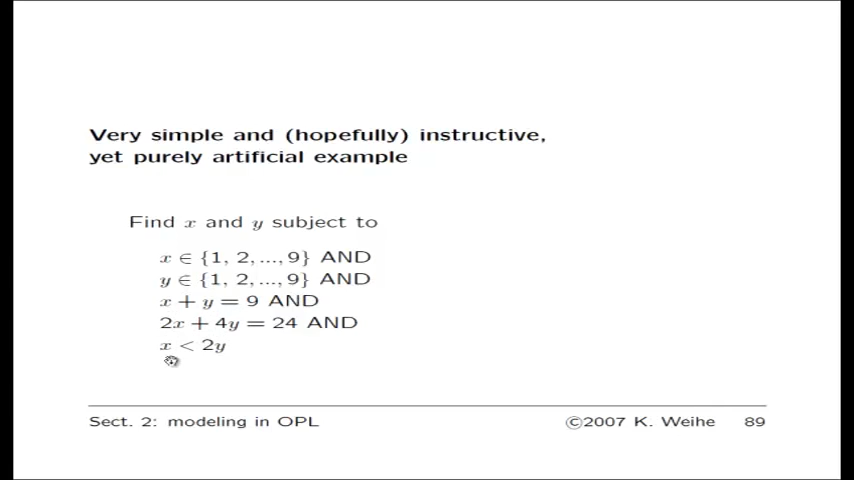 Very simple and (hopefully) instructive,
yet purely artificial example
Find x and y subject to
x ∈ {1, 2, ..., 9} AND
y ∈ {1, 2, ..., 9} AND
x + y = 9 AND
2x + 4y = 24 AND
x < 2y
Sect. 2: modeling in OPL ©2007 K. Weihe 89